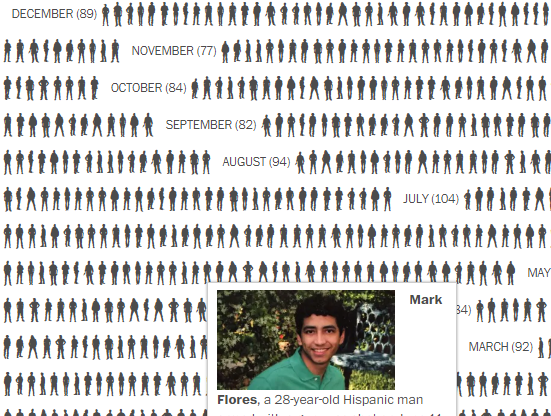 DECEMBER (89)
NOVEMBER (77)
OCTOBER (84)
SEPTEMBER (82)
AUGUST (94)
JULY (104)
MAY
Mark
84)
MARCH (92)
Flores, a 28-year-old Hispanic man